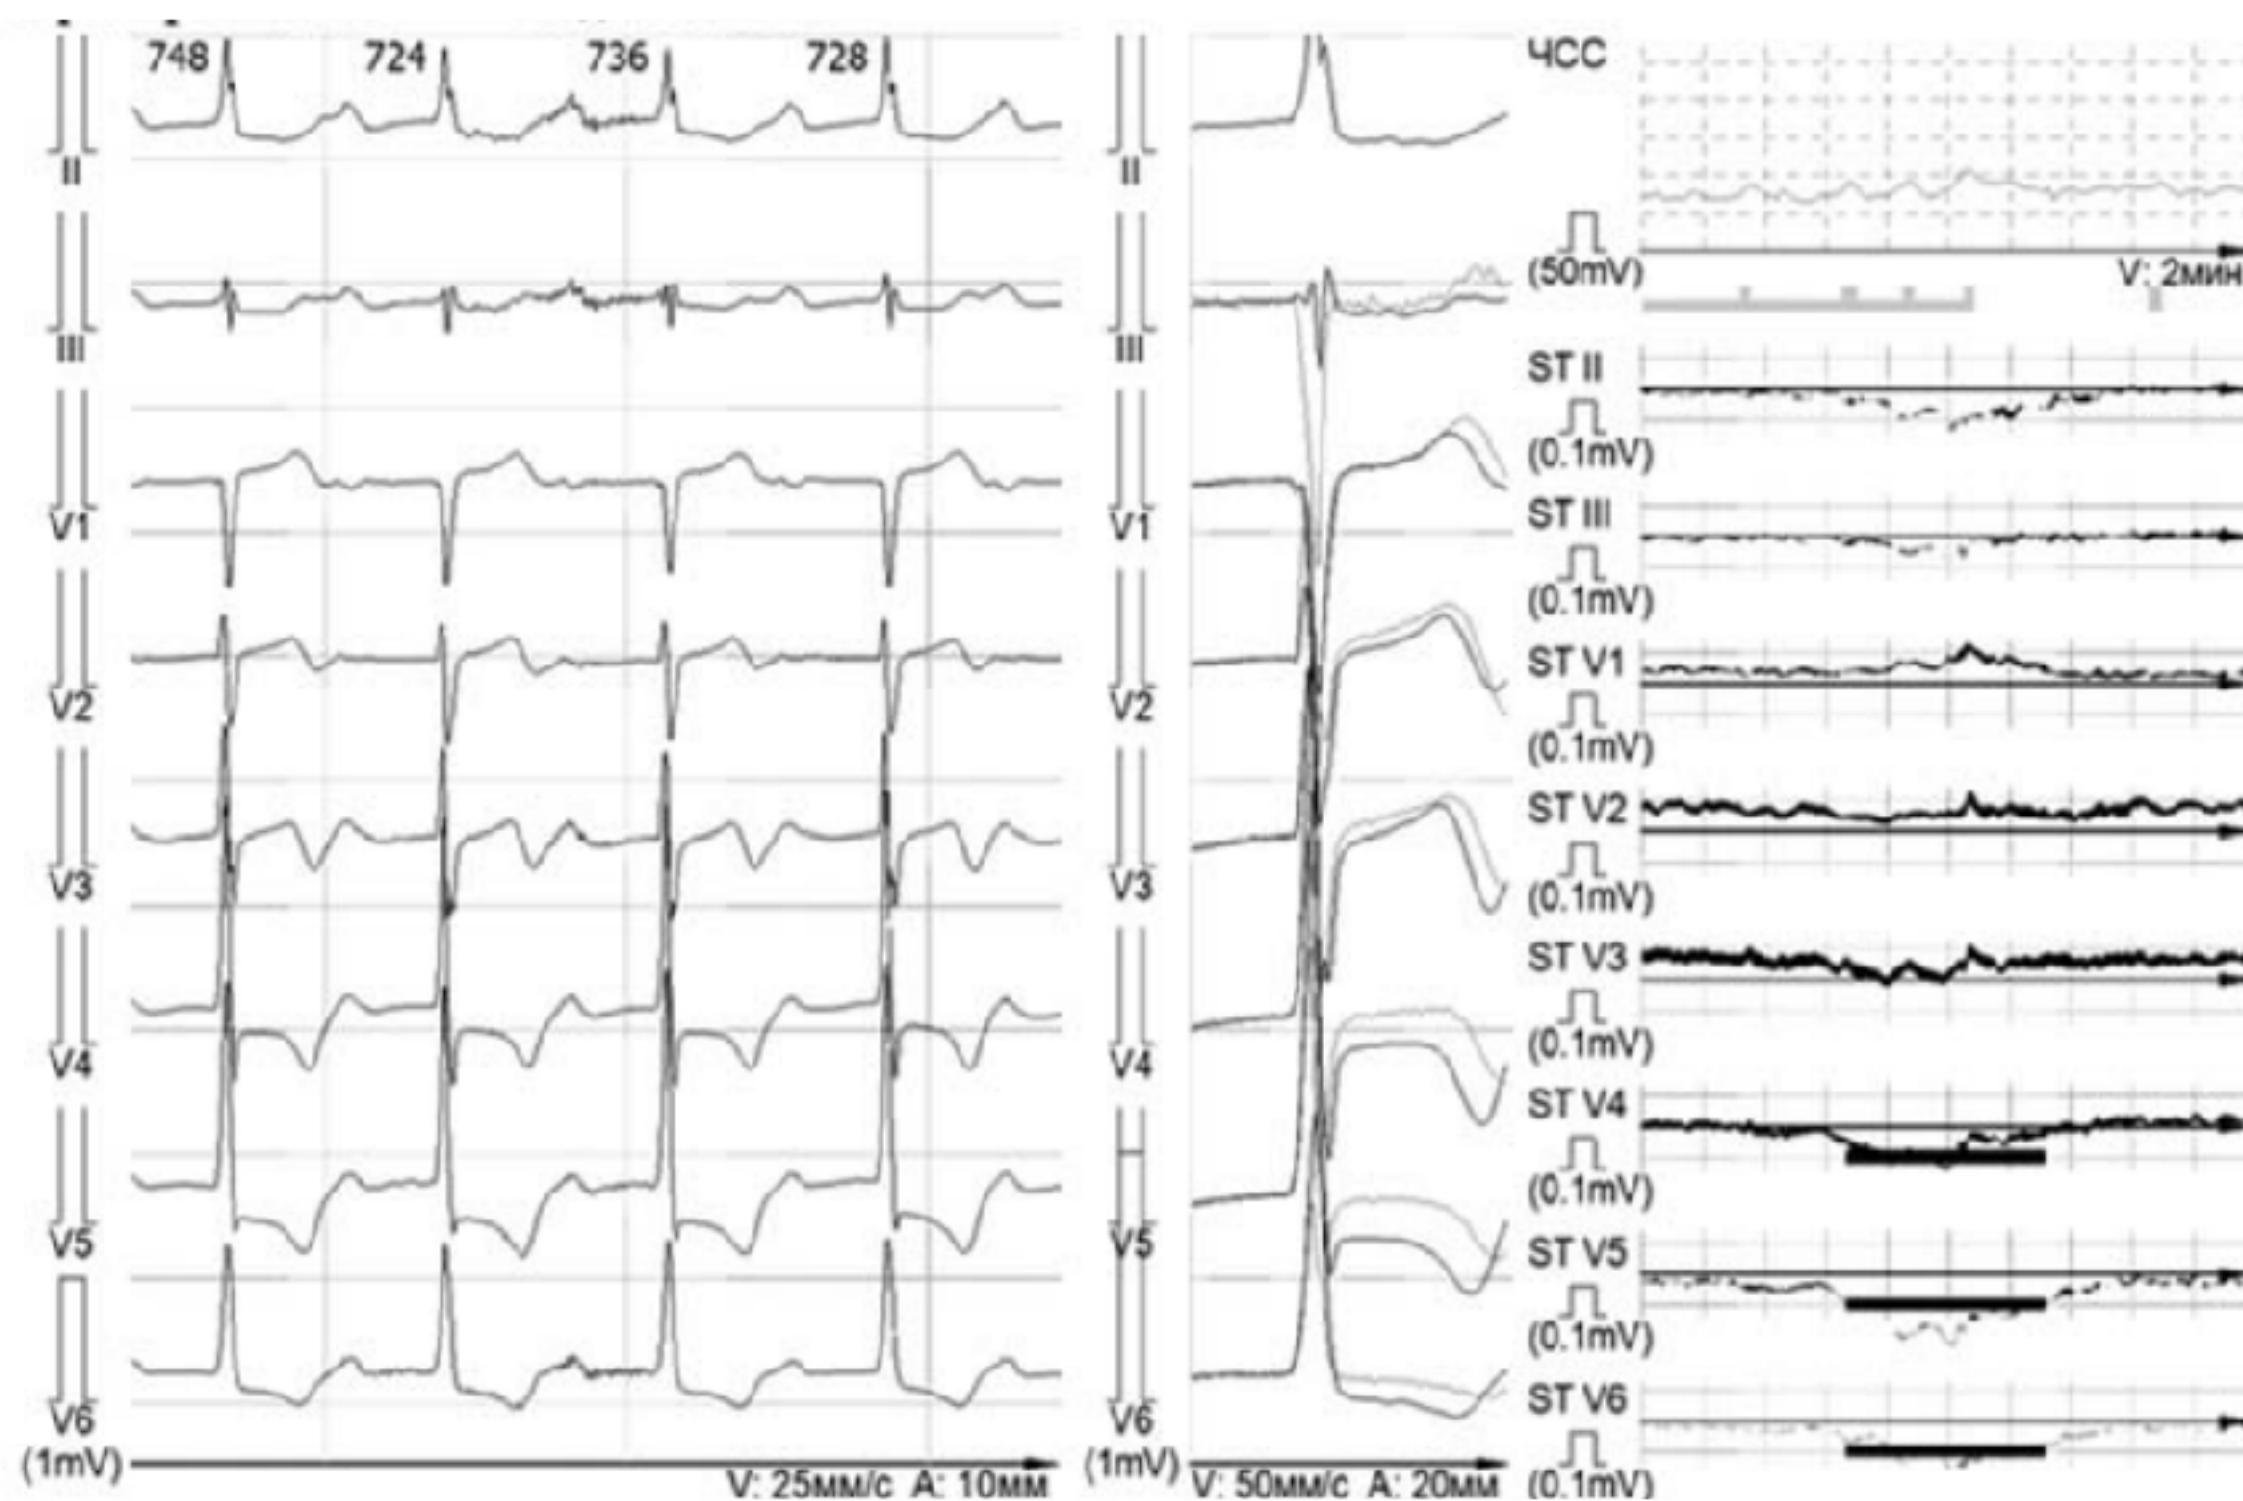 748 724 736 728
II
III
V1
V2
V3
V4
V5
V6
(1mV)
V: 25мм/с A: 10мм
II
III
V1
V2
V3
V4
V5
V6
(1mV)
V: 50мм/с A: 20мм
ЧСС
(50mV)
V: 2мин
ST II
(0.1mV)
ST III
(0.1mV)
ST V1
(0.1mV)
ST V2
(0.1mV)
ST V3
(0.1mV)
ST V4
(0.1mV)
ST V5
(0.1mV)
ST V6
(0.1mV)